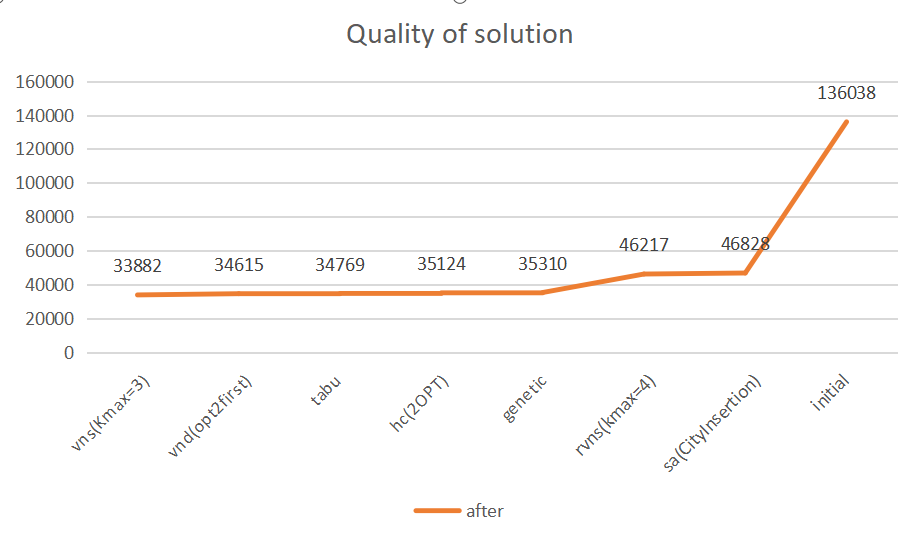 Quality of solution
160000
140000
120000
100000
80000
60000
40000
20000
0
33882
34615
34769
35124
35310
46217
46828
136038
vns(Kmax=3)
vnd(opt2first)
tabu
hc(2OPT)
genetic
rvns(kmax=4)
sa(CityInsertion)
initial
after